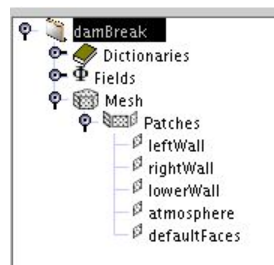 damBreak
Dictionaries
Fields
Mesh
Patches
leftWall
rightWall
lowerWall
atmosphere
defaultFaces